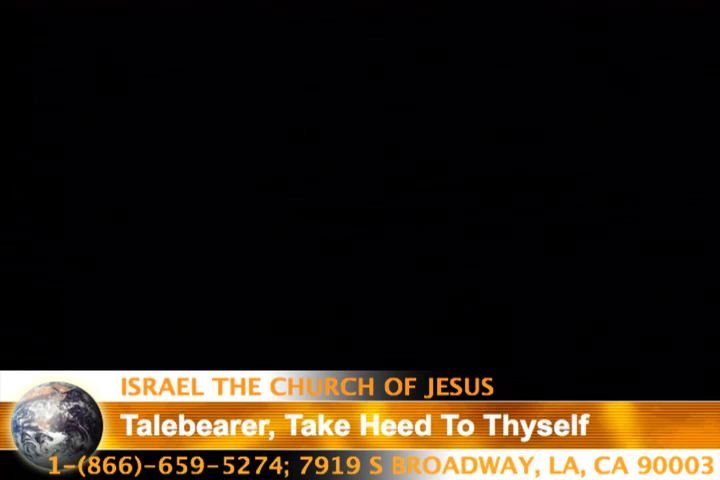 ISRAEL THE CHURCH OF JESUS
Talebearer, Take Heed To Thyself
1-(866)-659-5274; 7919 S BROADWAY, LA, CA 90003